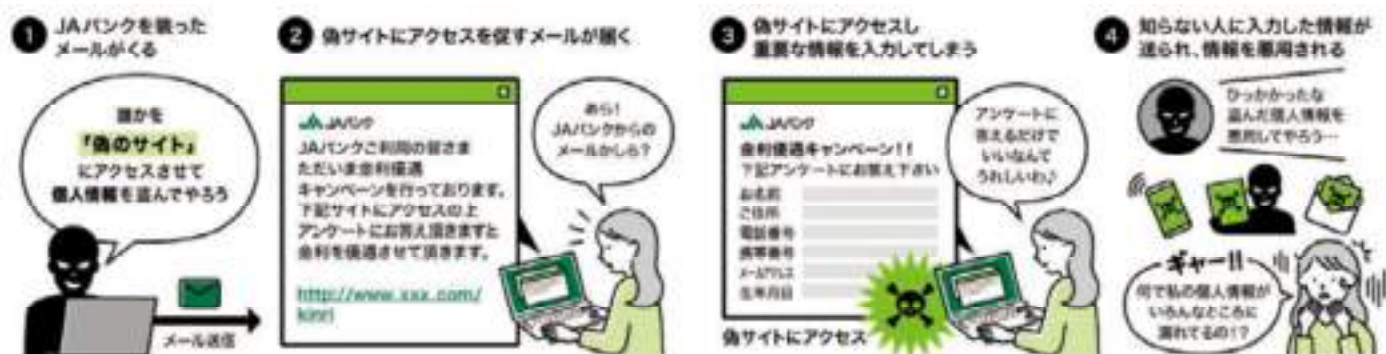 1 JAバンクを装った
メールがくる
誰かを
『偽のサイト』
にアクセスさせて
個人情報を盗んでやろう
メール送信
2 偽サイトにアクセスを促すメールが届く
JAバンク
JAバンクご利用の皆さま
ただいま金利優遇
キャンペーンを行っております。
下記サイトにアクセスの上
アンケートにお答え頂きますと
金利を優遇させて頂きます。
http://www.xxx.com/
kinri
あら!
JAバンクからの
メールかしら?
3 偽サイトにアクセスし
重要な情報を入力してしまう
JAバンク
金利優遇キャンペーン!!
下記アンケートにお答え下さい
お名前
ご住所
電話番号
携帯番号
メールアドレス
生年月日
アンケートに
答えるだけで
いいなんて
うれしいわ♪
偽サイトにアクセス
4 知らない人に入力した情報が
送られ、情報を悪用される
ひっかかったな
盗んだ個人情報を
悪用してやろう…
ギャー!!
何で私の個人情報が
いろんなところに
漏れてるの!?